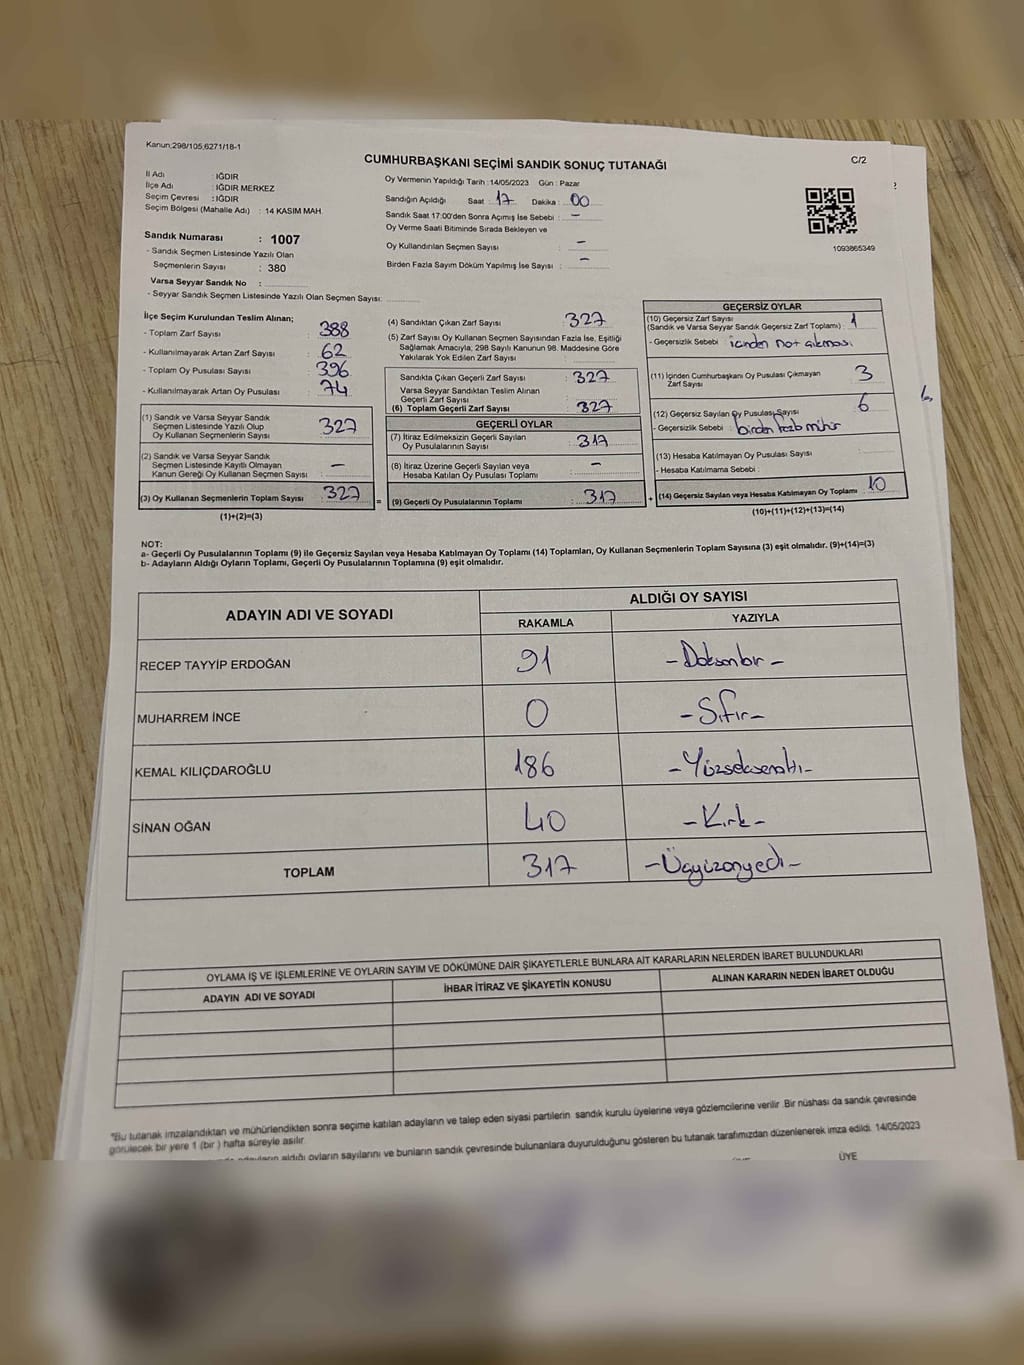 Kanun:298/105,6271/18-1
CUMHURBAŞKANI SEÇİMİ SANDIK SONUÇ TUTANAĞI
C/2
İl Adı : IĞDIR
İlçe Adı : IĞDIR MERKEZ
Seçim Çevresi : IĞDIR
Seçim Bölgesi (Mahalle Adı) : 14 KASIM MAH.
Oy Vermenin Yapıldığı Tarih : 14/05/2023 Gün : Pazar
Sandığın Açıldığı Saat : 17 Dakika : 00
Sandık Saat 17:00'den Sonra Açımış İse Sebebi : -
Oy Verme Saati Bitiminde Sırada Bekleyen ve
Oy Kullandırılan Seçmen Sayısı -
Birden Fazla Sayım Döküm Yapılmış İse Sayısı : -
1093865349
Sandık Numarası : 1007
- Sandık Seçmen Listesinde Yazılı Olan
Seçmenlerin Sayısı : 380
Varsa Seyyar Sandık No :
- Seyyar Sandık Seçmen Listesinde Yazılı Olan Seçmen Sayısı:
İlçe Seçim Kurulundan Teslim Alınan;
- Toplam Zarf Sayısı 388
- Kullanılmayarak Artan Zarf Sayısı : 62
- Toplam Oy Pusulası Sayısı : 396
- Kullanılmayarak Artan Oy Pusulası : 74
(1) Sandık ve Varsa Seyyar Sandık
Seçmen Listesinde Yazılı Olup
Oy Kullanan Seçmenlerin Sayısı 327
(2) Sandık ve Varsa Seyyar Sandık
Seçmen Listesinde Kayıtlı Olmayan
Kanun Gereği Oy Kullanan Seçmen Sayısı : -
(3) Oy Kullanan Seçmenlerin Toplam Sayısı : 327 =
(1)+(2)=(3)
(4) Sandıktan Çıkan Zarf Sayısı : 327
(5) Zarf Sayısı Oy Kullanan Seçmen Sayısından Fazla İse, Eşitliği
Sağlamak Amacıyla; 298 Sayılı Kanunun 98. Maddesine Göre
Yakılarak Yok Edilen Zarf Sayısı :
Sandıkta Çıkan Geçerli Zarf Sayısı : 327
Varsa Seyyar Sandıktan Teslim Alınan
Geçerli Zarf Sayısı :
(6) Toplam Geçerli Zarf Sayısı : 327
GEÇERLİ OYLAR
(7) İtiraz Edilmeksizin Geçerli Sayılan
Oy Pusulalarının Sayısı : 317
(8) İtiraz Üzerine Geçerli Sayılan veya
Hesaba Katılan Oy Pusulası Toplamı : -
(9) Geçerli Oy Pusulalarının Toplamı : 317 +
GEÇERSİZ OYLAR
(10) Geçersiz Zarf Sayısı
(Sandık ve Varsa Seyyar Sandık Geçersiz Zarf Toplamı) : 1
- Geçersizlik Sebebi : içinden not çıkması
(11) İçinden Cumhurbaşkanı Oy Pusulası Çıkmayan
Zarf Sayısı : 3
(12) Geçersiz Sayılan Oy Pusulası Sayısı : 6
- Geçersizlik Sebebi : birden fazla mühür
(13) Hesaba Katılmayan Oy Pusulası Sayısı :
- Hesaba Katılmama Sebebi :
(14) Geçersiz Sayılan veya Hesaba Katılmayan Oy Toplamı : 10
(10)+(11)+(12)+(13)=(14)
NOT:
a- Geçerli Oy Pusulalarının Toplamı (9) ile Geçersiz Sayılan veya Hesaba Katılmayan Oy Toplamı (14) Toplamları, Oy Kullanan Seçmenlerin Toplam Sayısına (3) eşit olmalıdır. (9)+(14)=(3)
b- Adayların Aldığı Oyların Toplamı, Geçerli Oy Pusulalarının Toplamına (9) eşit olmalıdır.
ADAYIN ADI VE SOYADI
ALDIĞI OY SAYISI
RAKAMLA YAZIYLA
RECEP TAYYİP ERDOĞAN 91 -Doksanbir-
MUHARREM İNCE 0 -Sıfır-
KEMAL KILIÇDAROĞLU 186 -Yüzseksenaltı-
SİNAN OĞAN 40 -Kırk-
TOPLAM 317 -Üçyüzonyedi-
OYLAMA İŞ VE İŞLEMLERİNE VE OYLARIN SAYIM VE DÖKÜMÜNE DAİR ŞİKAYETLERLE BUNLARA AİT KARARLARIN NELERDEN İBARET BULUNDUKLARI
ADAYIN ADI VE SOYADI İHBAR İTİRAZ VE ŞİKAYETİN KONUSU ALINAN KARARIN NEDEN İBARET OLDUĞU
*Bu tutanak imzalandıktan ve mühürlendikten sonra seçime katılan adayların ve talep eden siyasi partilerin sandık kurulu üyelerine veya gözlemcilerine verilir. Bir nüshası da sandık çevresinde
görülecek bir yere 1 (bir ) hafta süreyle asılır.
adayların aldığı oyların sayılarını ve bunların sandık çevresinde bulunanlara duyurulduğunu gösteren bu tutanak tarafımızdan düzenlenerek imza edildi. 14/05/2023
ÜYE